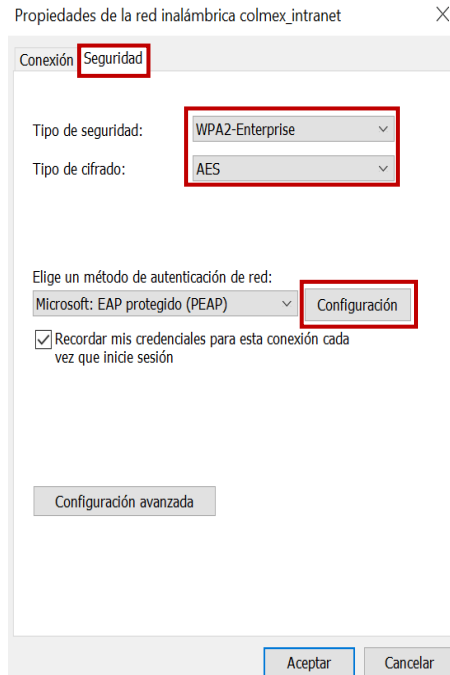 Propiedades de la red inalámbrica colmex_intranet
Conexión Seguridad
Tipo de seguridad: WPA2-Enterprise
Tipo de cifrado: AES
Elige un método de autenticación de red:
Microsoft: EAP protegido (PEAP) Configuración
Recordar mis credenciales para esta conexión cada
vez que inicie sesión
Configuración avanzada
Aceptar Cancelar